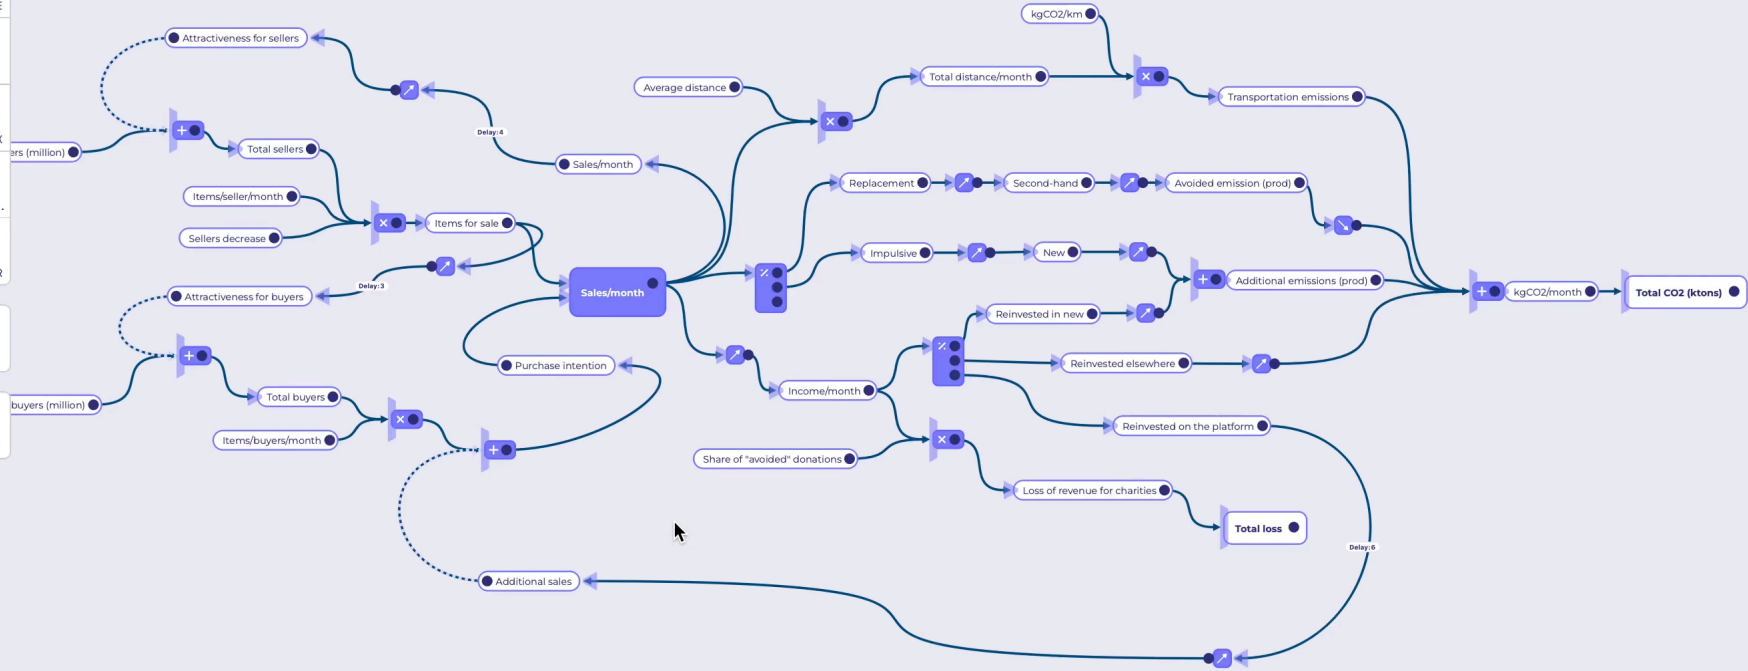 kgCO2/km
Attractiveness for sellers
Total distance/month
Average distance
Transportation emissions
Delay:4
Total sellers
(million)
Sales/month
Replacement
Second-hand
Avoided emission (prod)
Items/seller/month
Items for sale
Sellers decrease
Impulsive
New
Delay:3
Attractiveness for buyers
Sales/month
Additional emissions (prod)
kgCO2/month
Total CO2 (ktons)
Reinvested in new
Purchase intention
Reinvested elsewhere
Income/month
Total buyers
buyers (million)
Items/buyers/month
Reinvested on the platform
Share of "avoided" donations
Loss of revenue for charities
Total loss
Delay:6
Additional sales